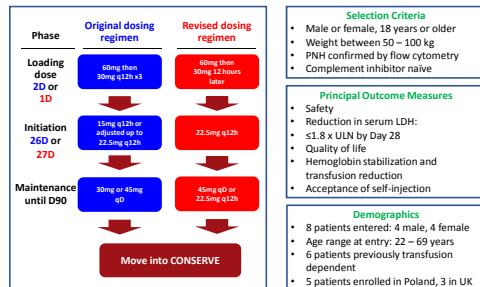 Phase
Original dosing
regimen
Revised dosing
regimen
Loading
dose
2D or
1D
60mg then
30mg q12h x3
60mg then
30mg 12 hours
later
Initiation
26D or
27D
15mg q12h or
adjusted up to
22.5mg q12h
22.5mg q12h
Maintenance
until D90
30mg or 45mg
qD
45mg qD or
22.5mg q12h
Move into CONSERVE
Selection Criteria
• Male or female, 18 years or older
• Weight between 50 – 100 kg
• PNH confirmed by flow cytometry
• Complement inhibitor naïve
Principal Outcome Measures
• Safety
• Reduction in serum LDH:
• ≤1.8 x ULN by Day 28
• Quality of life
• Hemoglobin stabilization and
transfusion reduction
• Acceptance of self-injection
Demographics
• 8 patients entered: 4 male, 4 female
• Age range at entry: 22 – 69 years
• 6 patients previously transfusion
dependent
• 5 patients enrolled in Poland, 3 in UK